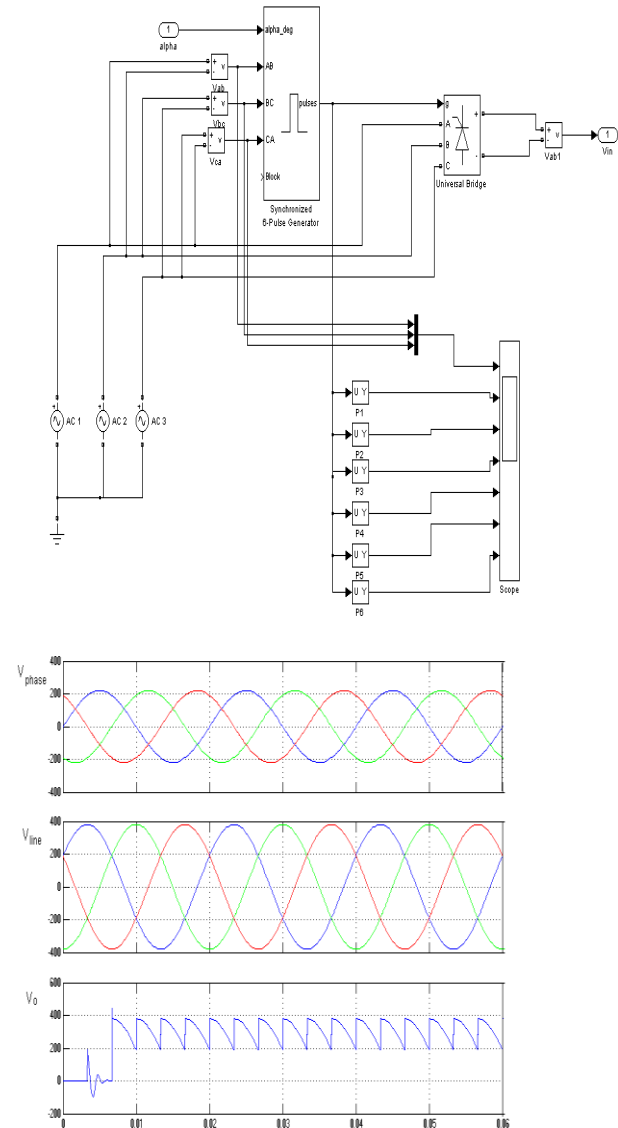 1
alpha
alpha_deg
AB
BC
CA
Block
pulses
Synchronized
6-Pulse Generator
+ v -
Vab
+ v -
Vbc
+ v -
Vca
g
A
B
C
+
-
Universal Bridge
+ v -
Vab1
1
Vin
AC 1
AC 2
AC 3
U Y
P1
U Y
P2
U Y
P3
U Y
P4
U Y
P5
U Y
P6
Scope
V phase
400
200
0
-200
-400
V line
400
200
0
-200
-400
V0
600
400
200
0
-200
0 0.01 0.02 0.03 0.04 0.05 0.06